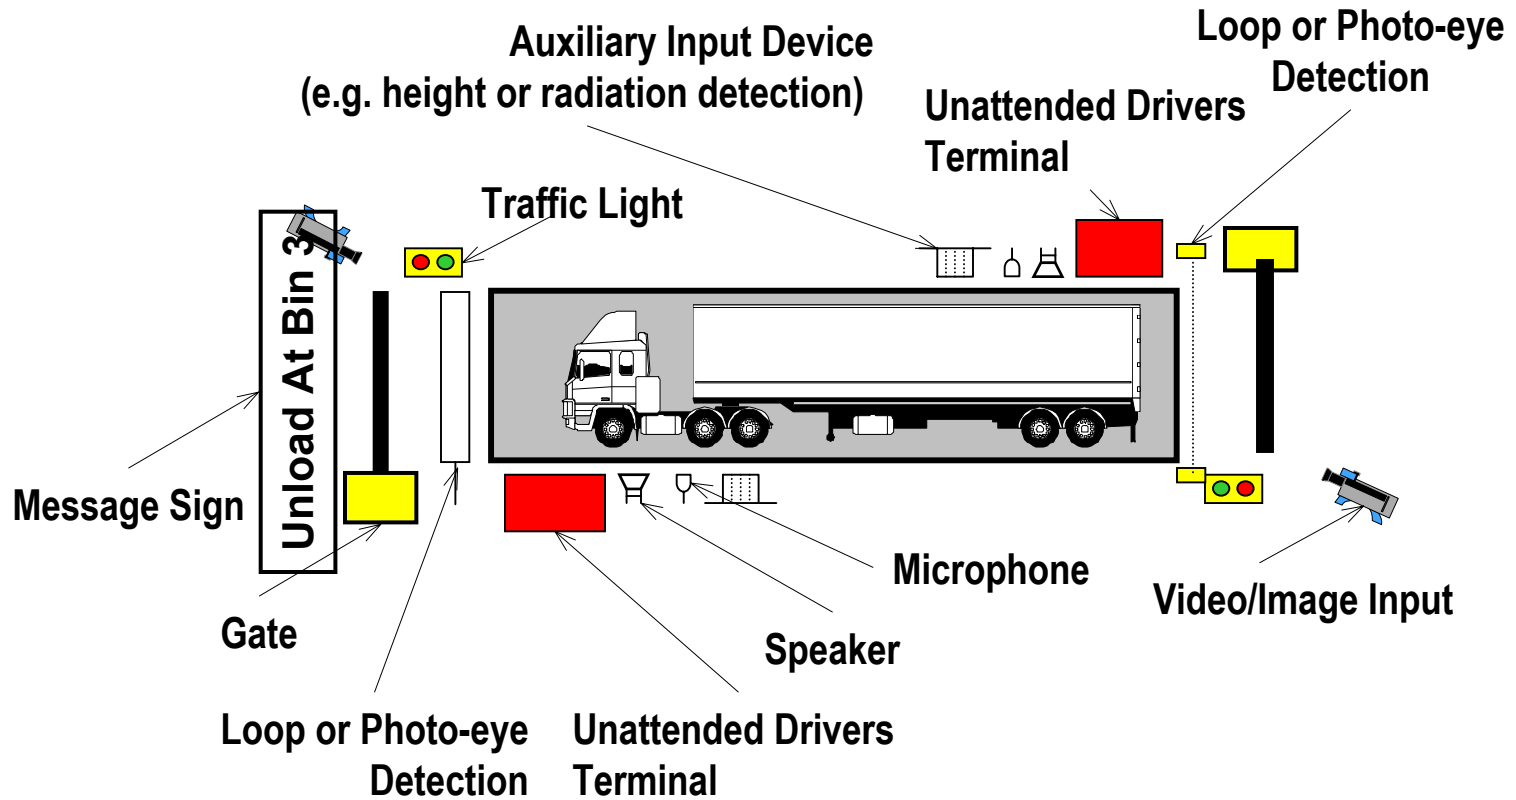 Auxiliary Input Device
(e.g. height or radiation detection)
Loop or Photo-eye
Detection
Unattended Drivers
Terminal
Traffic Light
Unload At Bin 3
Message Sign
Gate
Microphone
Video/Image Input
Speaker
Loop or Photo-eye
Detection
Unattended Drivers
Terminal